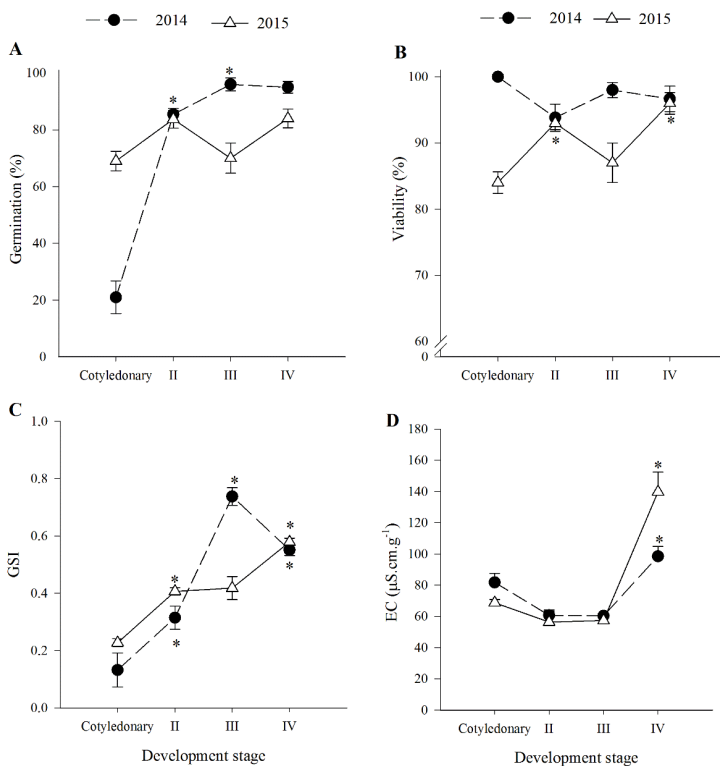 2014 2015
2014 2015
A
Germination (%)
100
80
60
40
20
0
* *
Cotyledonary II III IV
B
Viability (%)
100
90
80
70
60
0
* *
Cotyledonary II III IV
C
GSI
1.0
0.8
0.6
0.4
0.2
0.0
* * * * *
Cotyledonary II III IV
Development stage
D
EC (µS.cm.g⁻¹)
180
160
140
120
100
80
60
40
20
0
* *
Cotyledonary II III IV
Development stage